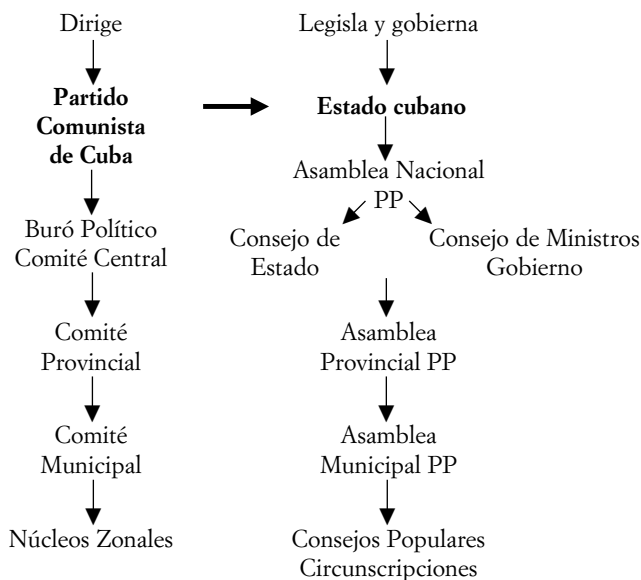 Dirige
Partido
Comunista
de Cuba
Buró Político
Comité Central
Comité
Provincial
Comité
Municipal
Núcleos Zonales
Legisla y gobierna
Estado cubano
Asamblea Nacional
PP
Consejo de
Estado
Consejo de Ministros
Gobierno
Asamblea
Provincial PP
Asamblea
Municipal PP
Consejos Populares
Circunscripciones